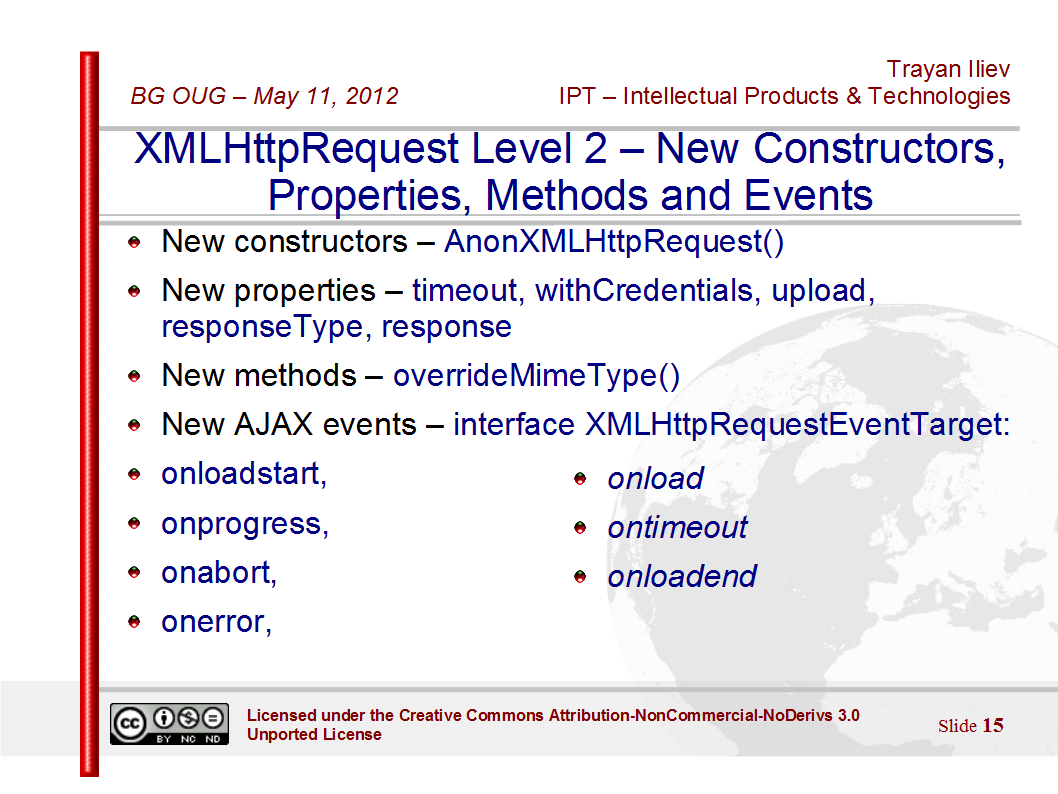 Trayan Iliev
BG OUG – May 11, 2012
IPT – Intellectual Products & Technologies
XMLHttpRequest Level 2 – New Constructors,
Properties, Methods and Events
New constructors – AnonXMLHttpRequest()
New properties – timeout, withCredentials, upload,
responseType, response
New methods – overrideMimeType()
New AJAX events – interface XMLHttpRequestEventTarget:
onloadstart,
onprogress,
onabort,
onerror,
onload
ontimeout
onloadend
cc
BY NC ND
Licensed under the Creative Commons Attribution-NonCommercial-NoDerivs 3.0
Unported License
Slide 15